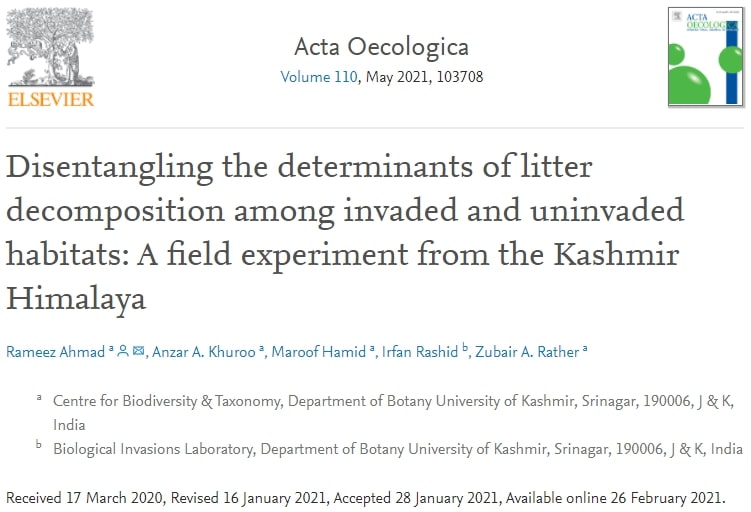 ELSEVIER
Acta Oecologica
Volume 110, May 2021, 103708
ACTA
OECOLOGICA
Disentangling the determinants of litter
decomposition among invaded and uninvaded
habitats: A field experiment from the Kashmir
Himalaya
Rameez Ahmad a, Anzar A. Khuroo a, Maroof Hamid a, Irfan Rashid b, Zubair A. Rather a
a Centre for Biodiversity & Taxonomy, Department of Botany University of Kashmir, Srinagar, 190006, J & K,
India
b Biological Invasions Laboratory, Department of Botany University of Kashmir, Srinagar, 190006, J & K, India
Received 17 March 2020, Revised 16 January 2021, Accepted 28 January 2021, Available online 26 February 2021.